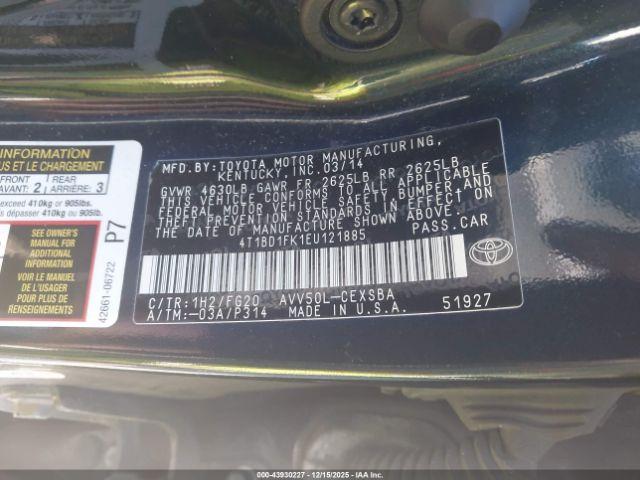 INFORMATION
US ET LE CHARGEMENT
FRONT
AVANT: 2
REAR
ARRIÈRE: 3
exceed 410kg or 905lbs.
s dépasser 410kg ou 905lbs.
SEE OWNER'S
MANUAL FOR
ADDITIONAL
INFORMATION
VOIR LE MANUEL
DE L'USAGER
POUR PLUS DE
RENSEIGNEMENTS
P7
42661-06722
MFD.BY:TOYOTA MOTOR MANUFACTURING,
KENTUCKY, INC.03/14
GVWR 4630LB GAWR FR 2625LB RR 2625LB
THIS VEHICLE CONFORMS TO ALL APPLICABLE
FEDERAL MOTOR VEHICLE SAFETY, BUMPER,AND
THEFT PREVENTION STANDARDS IN EFFECT ON
THE DATE OF MANUFACTURE SHOWN ABOVE.
4T1BD1FK1EU121885 PASS.CAR
TOYOTA
C/TR:1H2/FG20 AVV50L-CEXSBA
A/TM:-03A/P314 MADE IN U.S.A. 51927
000-43930227 - 12/15/2025 - IAAI.COM